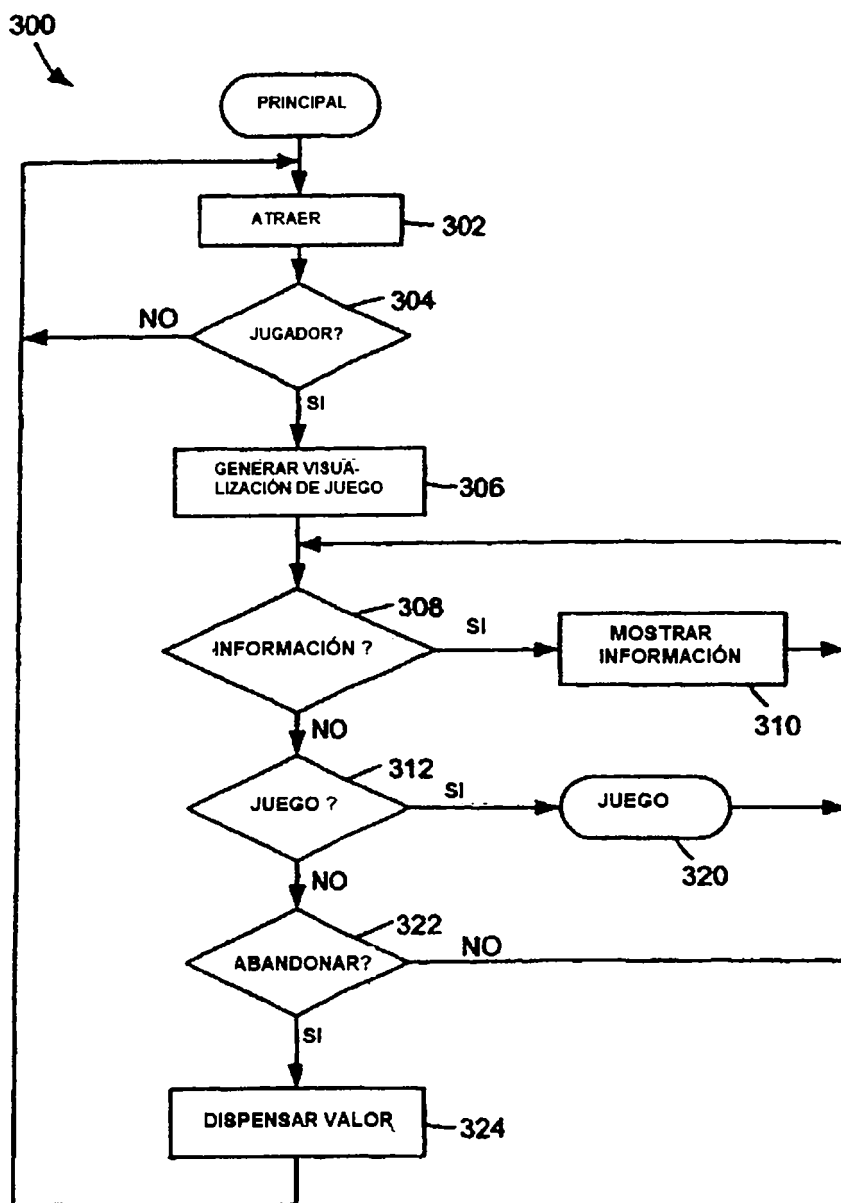 300
PRINCIPAL
ATRAER
302
304
NO
JUGADOR?
SI
GENERAR VISUA-
LIZACIÓN DE JUEGO
306
308
INFORMACIÓN ?
SI
MOSTRAR
INFORMACIÓN
310
NO
312
JUEGO ?
SI
JUEGO
320
NO
322
ABANDONAR?
NO
SI
DISPENSAR VALOR
324